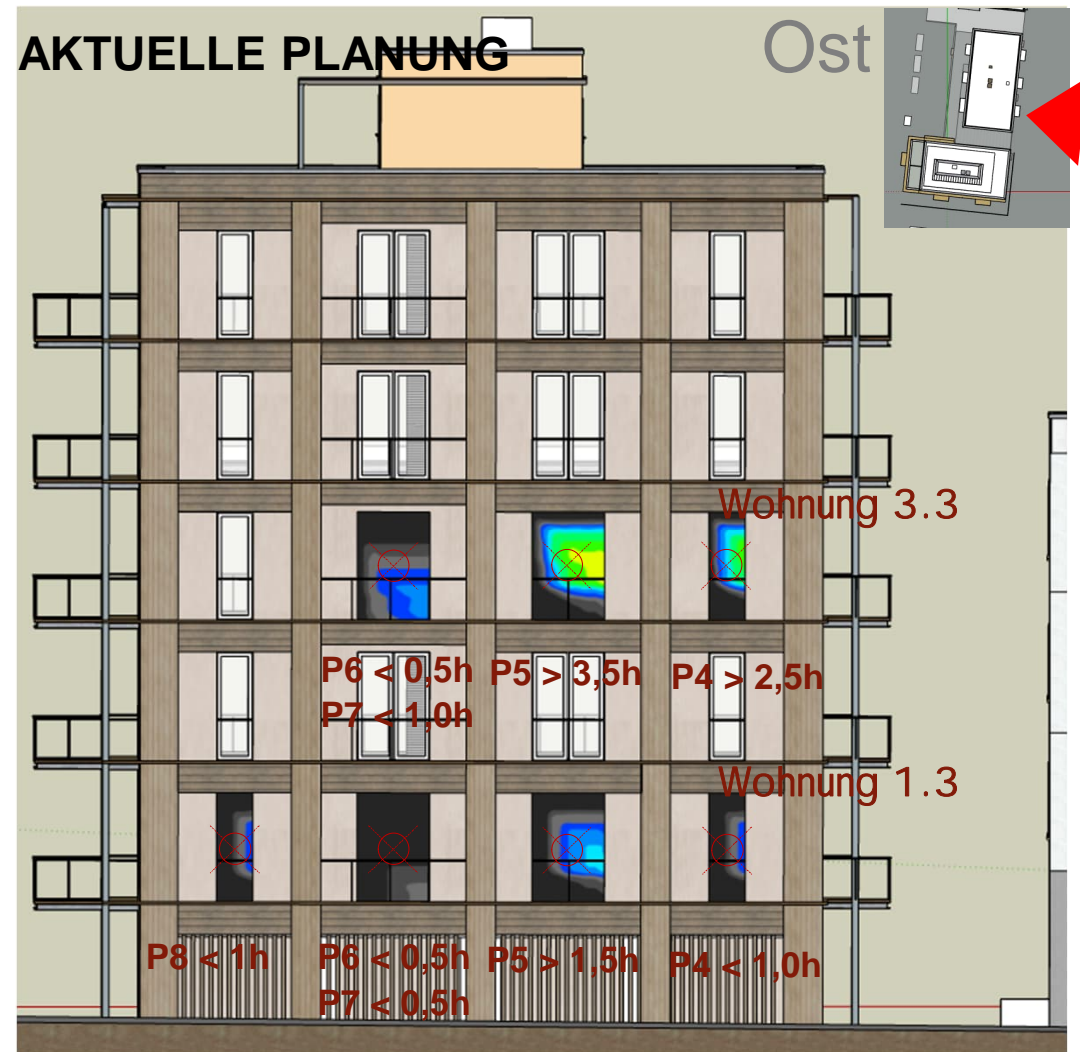 AKTUELLE PLANUNG
Ost
Wohnung 3.3
P6 < 0,5h P5 > 3,5h P4 > 2,5h
P7 < 1,0h
Wohnung 1.3
P8 < 1h P6 < 0,5h P5 > 1,5h P4 < 1,0h
P7 < 0,5h